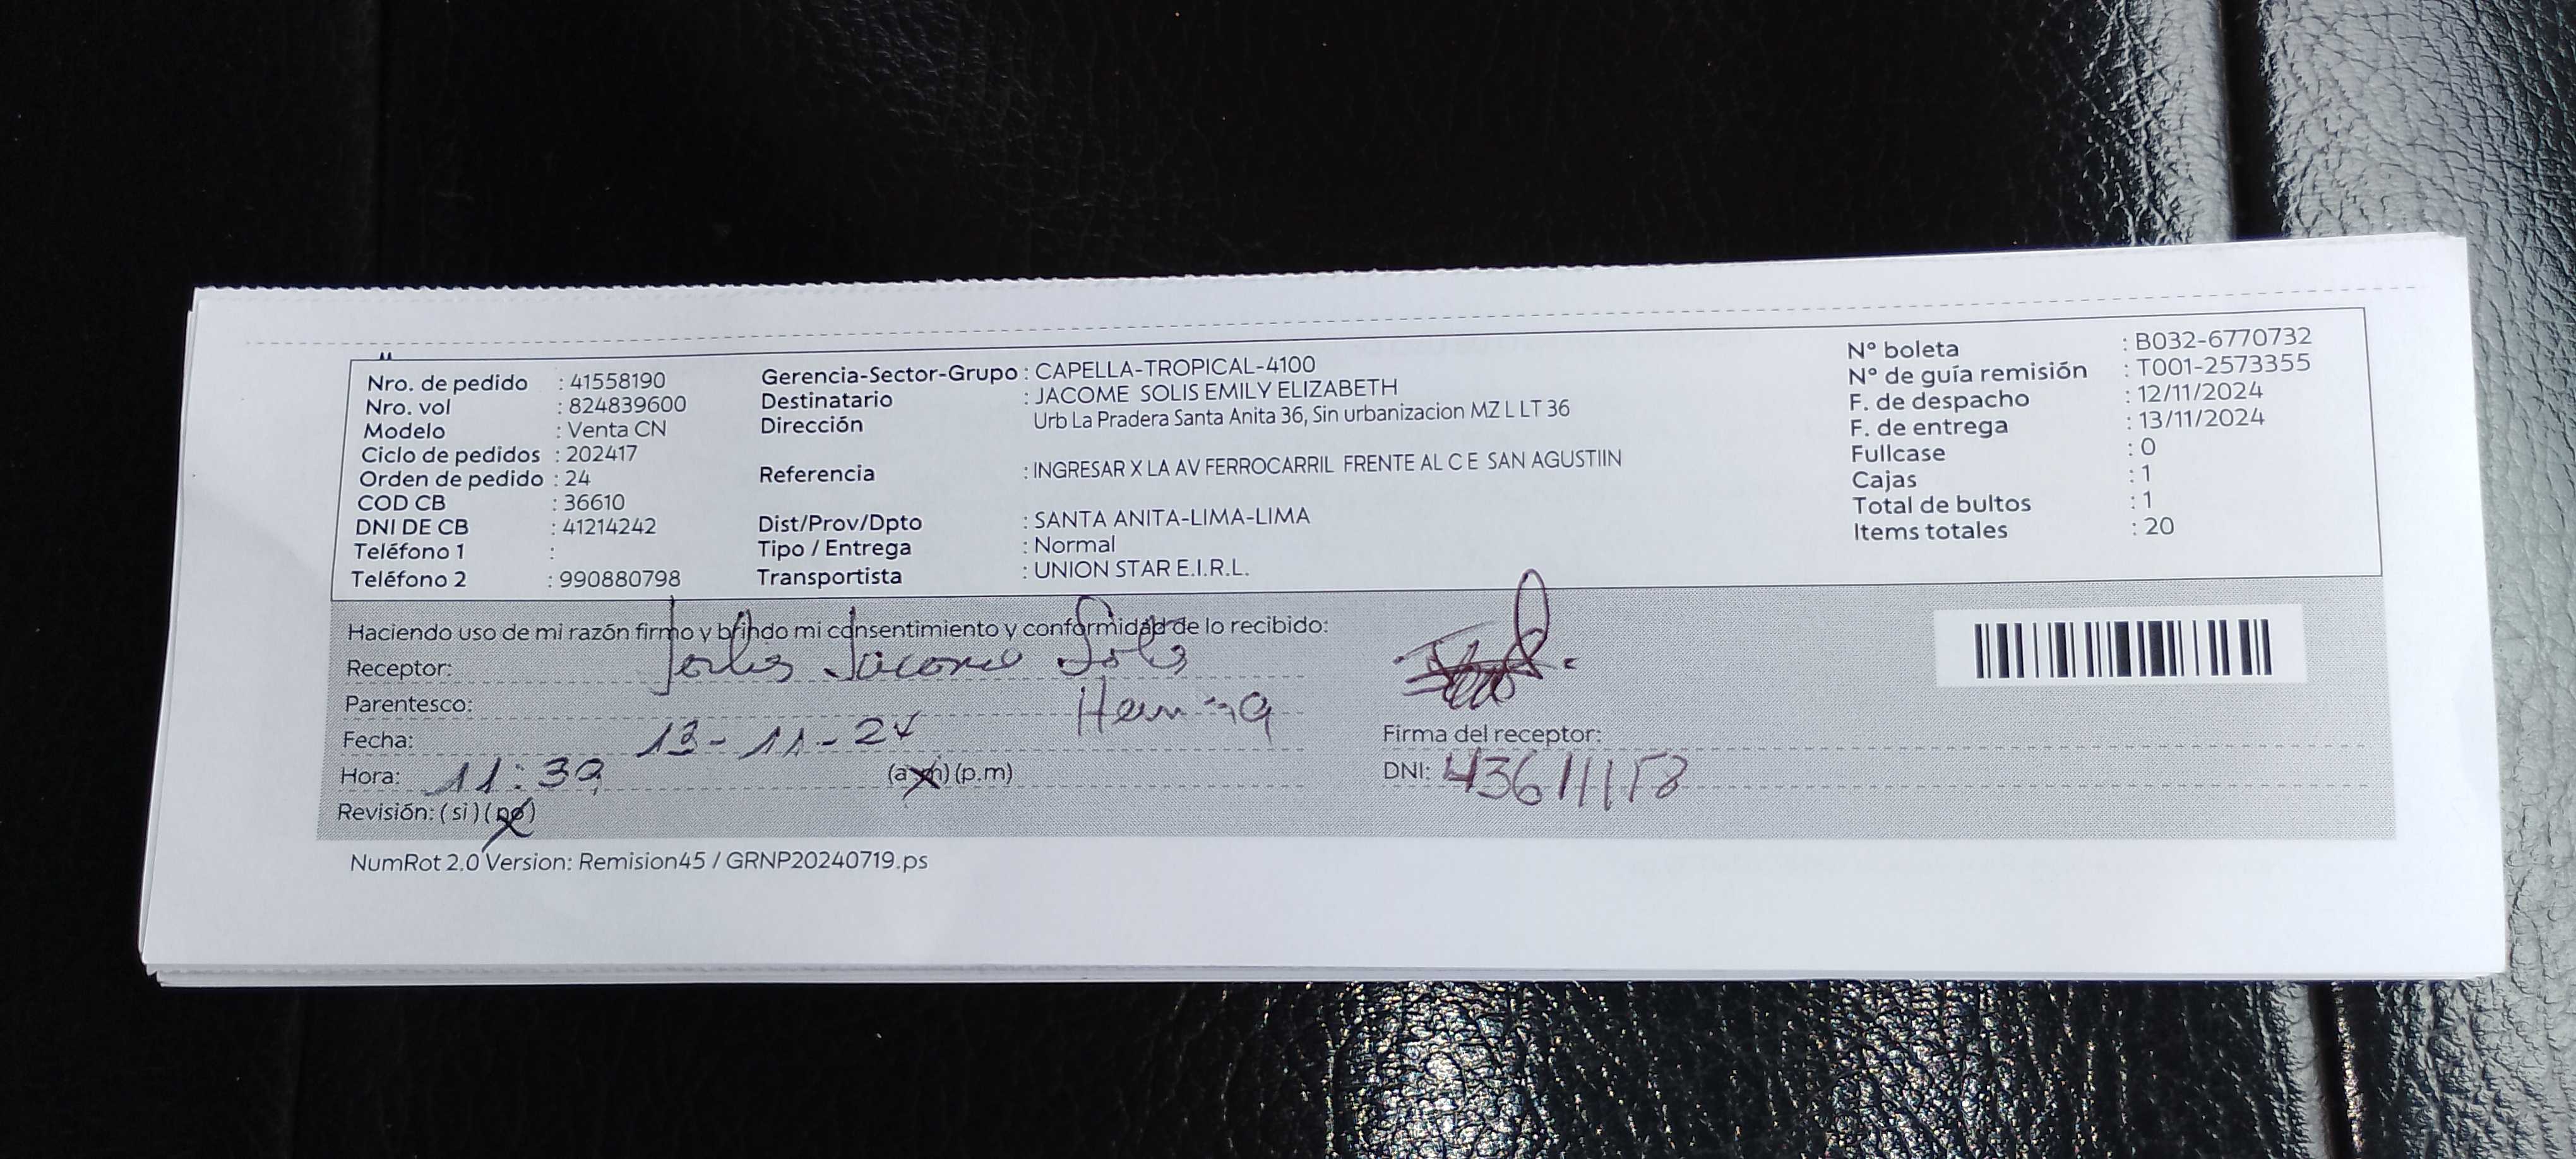 Nro. de pedido : 41558190
Nro. vol : 824839600
Modelo : Venta CN
Ciclo de pedidos : 202417
Orden de pedido : 24
COD CB : 36610
DNI DE CB : 41214242
Teléfono 1 :
Teléfono 2 : 990880798
Gerencia-Sector-Grupo : CAPELLA-TROPICAL-4100
Destinatario : JACOME SOLIS EMILY ELIZABETH
Dirección Urb La Pradera Santa Anita 36, Sin urbanizacion MZ L LT 36
Referencia : INGRESAR X LA AV FERROCARRIL FRENTE AL C E SAN AGUSTIIN
Dist/Prov/Dpto : SANTA ANITA-LIMA-LIMA
Tipo / Entrega : Normal
Transportista : UNION STAR E.I.R.L.
N° boleta : B032-6770732
N° de guía remisión : T001-2573355
F. de despacho : 12/11/2024
F. de entrega : 13/11/2024
Fullcase : 0
Cajas : 1
Total de bultos : 1
Items totales : 20
Haciendo uso de mi razón firmo y brindo mi consentimiento y conformidad de lo recibido:
Receptor: Jacome Solis
Parentesco:
Fecha: 13-11-24
Hora: 11:39 (a.m) (p.m)
Revisión: (si) (no)
Firma del receptor:
DNI: 43611158
NumRot 2.0 Version: Remision45 / GRNP20240719.ps